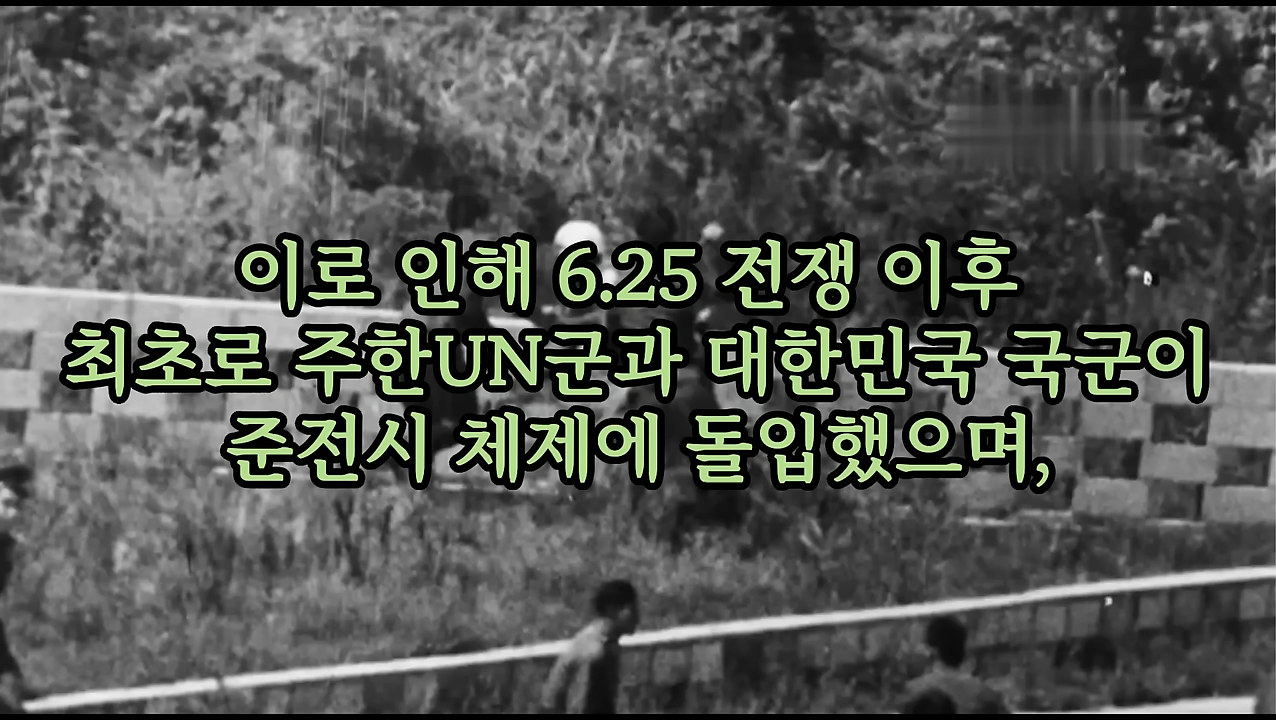 이로 인해 6.25 전쟁 이후
최초로 주한UN군과 대한민국 국군이
준전시 체제에 돌입했으며,